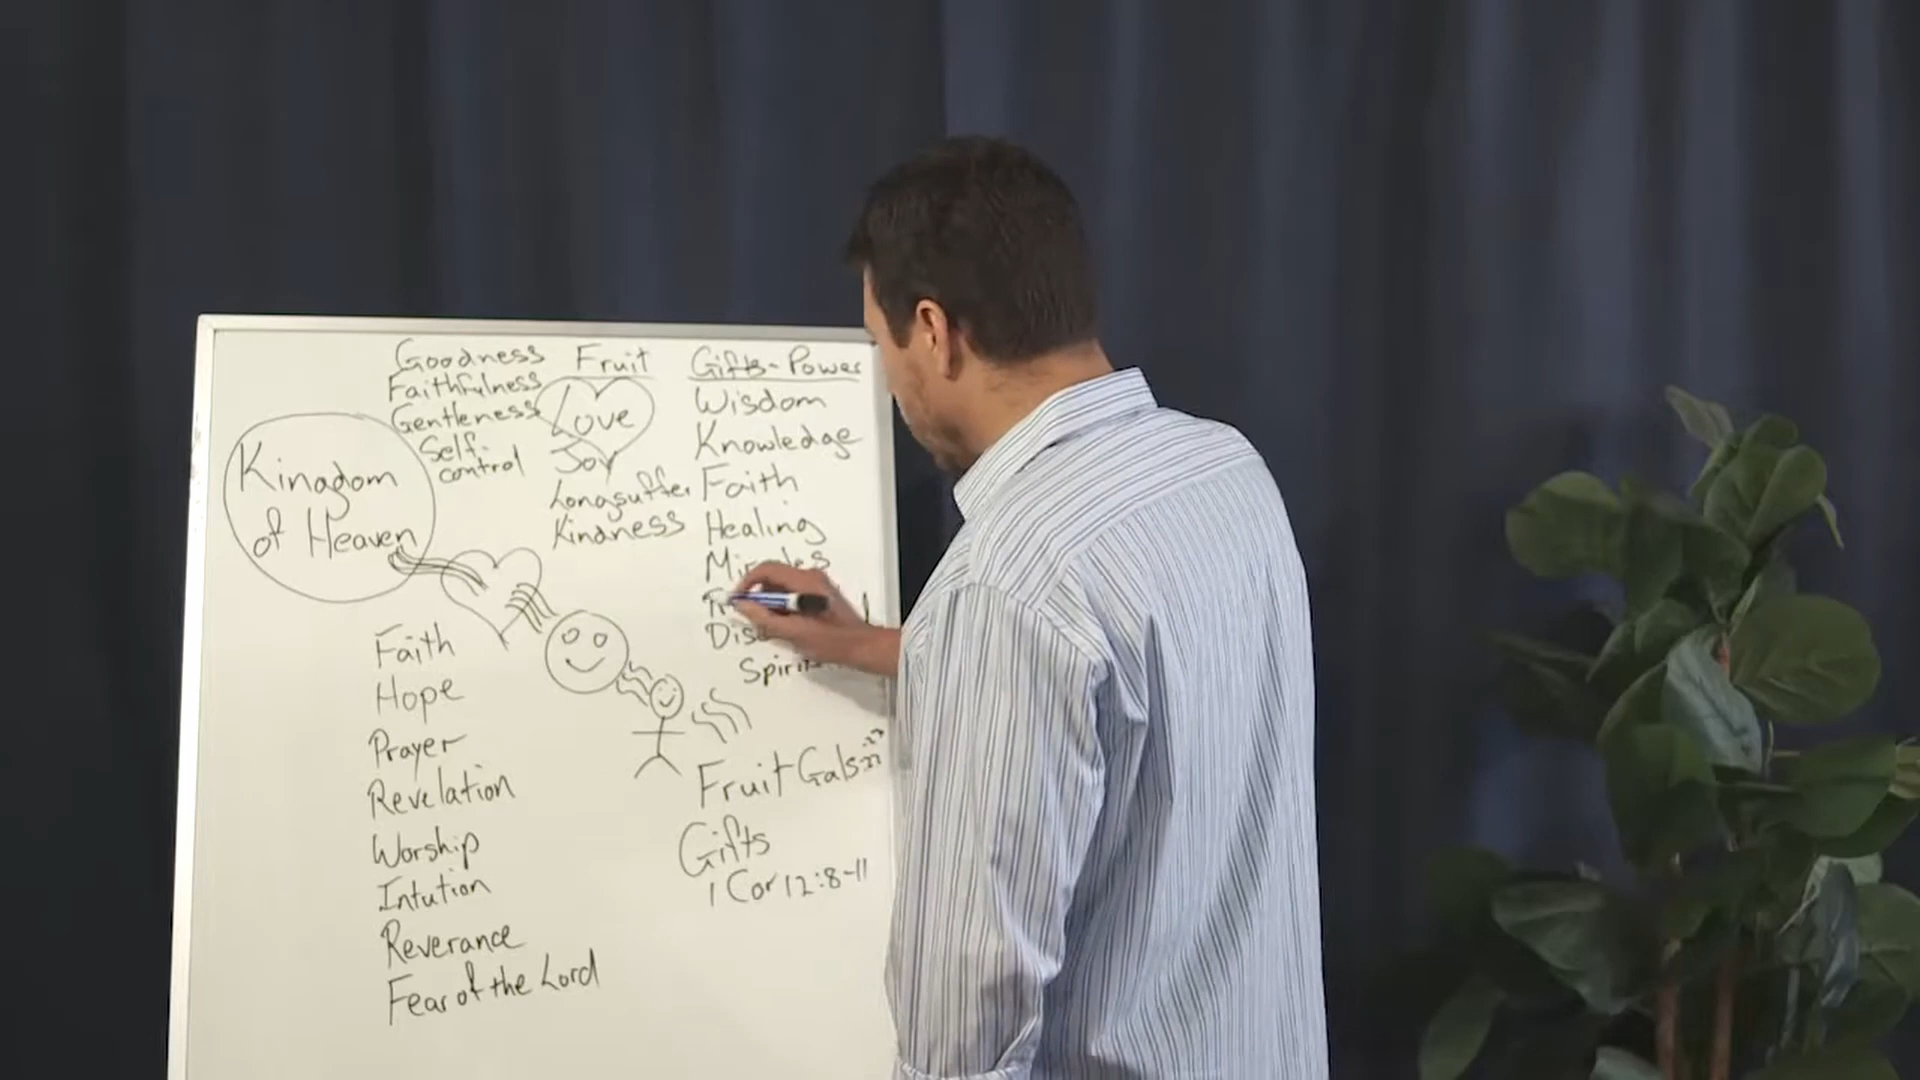 Goodness
Faithfulness
Gentleness
Self-
control
Fruit
Love
Joy
Longsuffer
Kindness
Gifts-Power
Wisdom
Knowledge
Faith
Healing
Kingdom
of Heaven
Faith
Hope
Prayer
Revelation
Worship
Intution
Reverance
Fear of the Lord
Fruit
Gifts
1 Cor 12:8-11